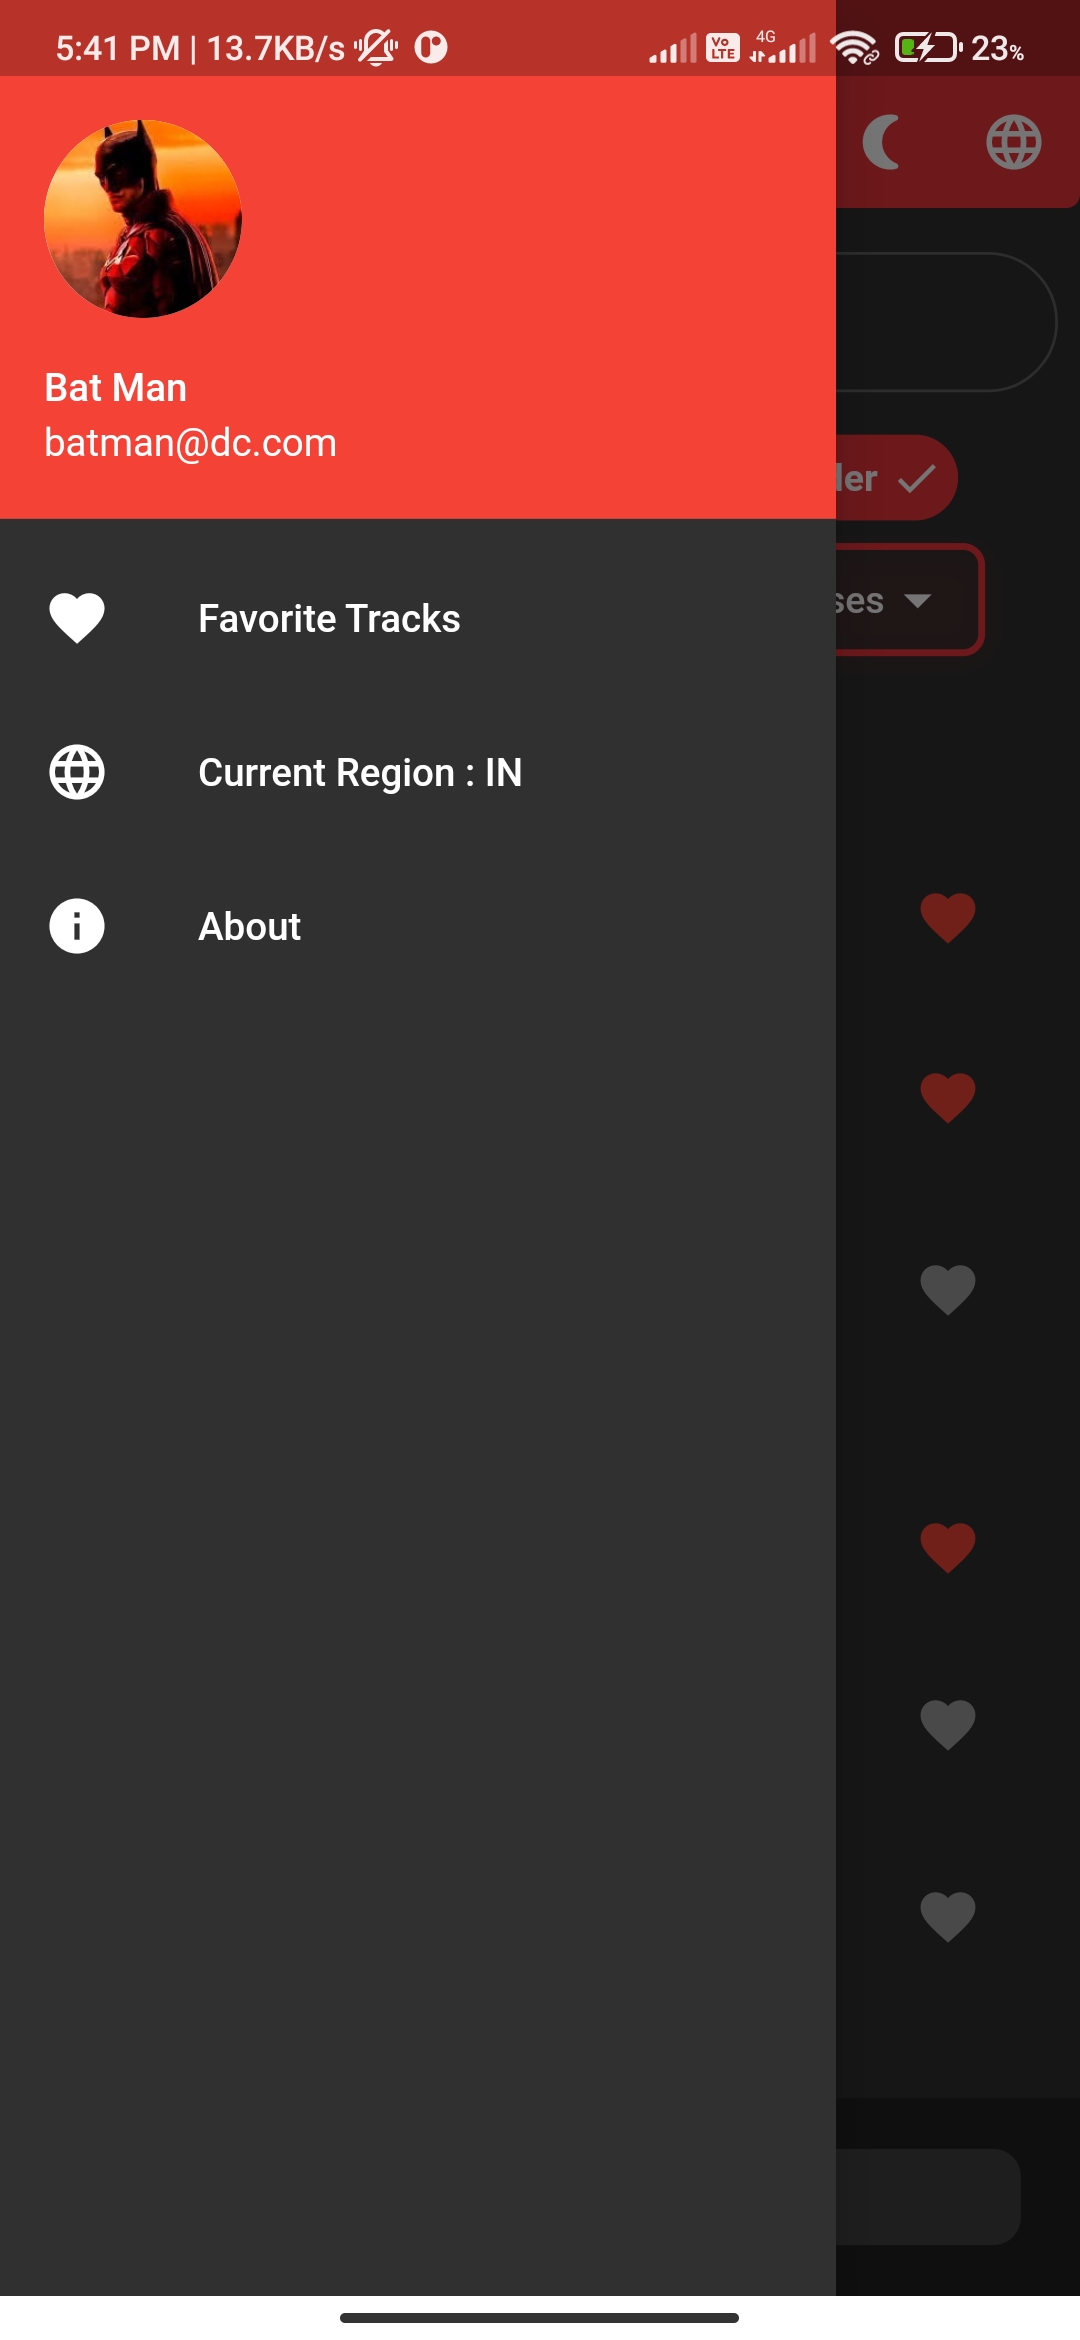 5:41 PM | 13.7KB/s Vo LTE 4G 23%
Bat Man
batman@dc.com
der
ses
Favorite Tracks
Current Region : IN
About